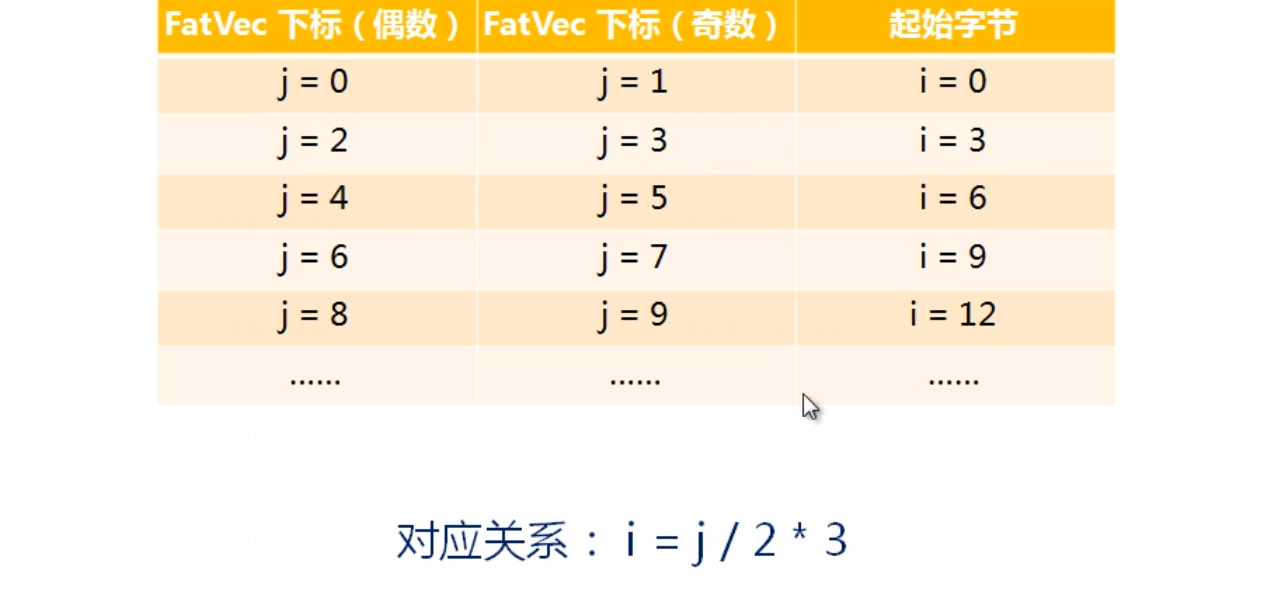 FatVec 下标（偶数） FatVec 下标（奇数） 起始字节
j = 0 j = 1 i = 0
j = 2 j = 3 i = 3
j = 4 j = 5 i = 6
j = 6 j = 7 i = 9
j = 8 j = 9 i = 12
…… …… ……
对应关系： i = j / 2 * 3